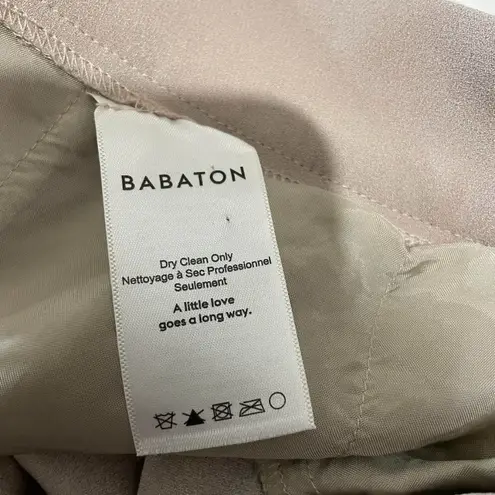 BABATON
Dry Clean Only
Nettoyage à Sec Professionnel
Seulement
A little love
goes a long way.